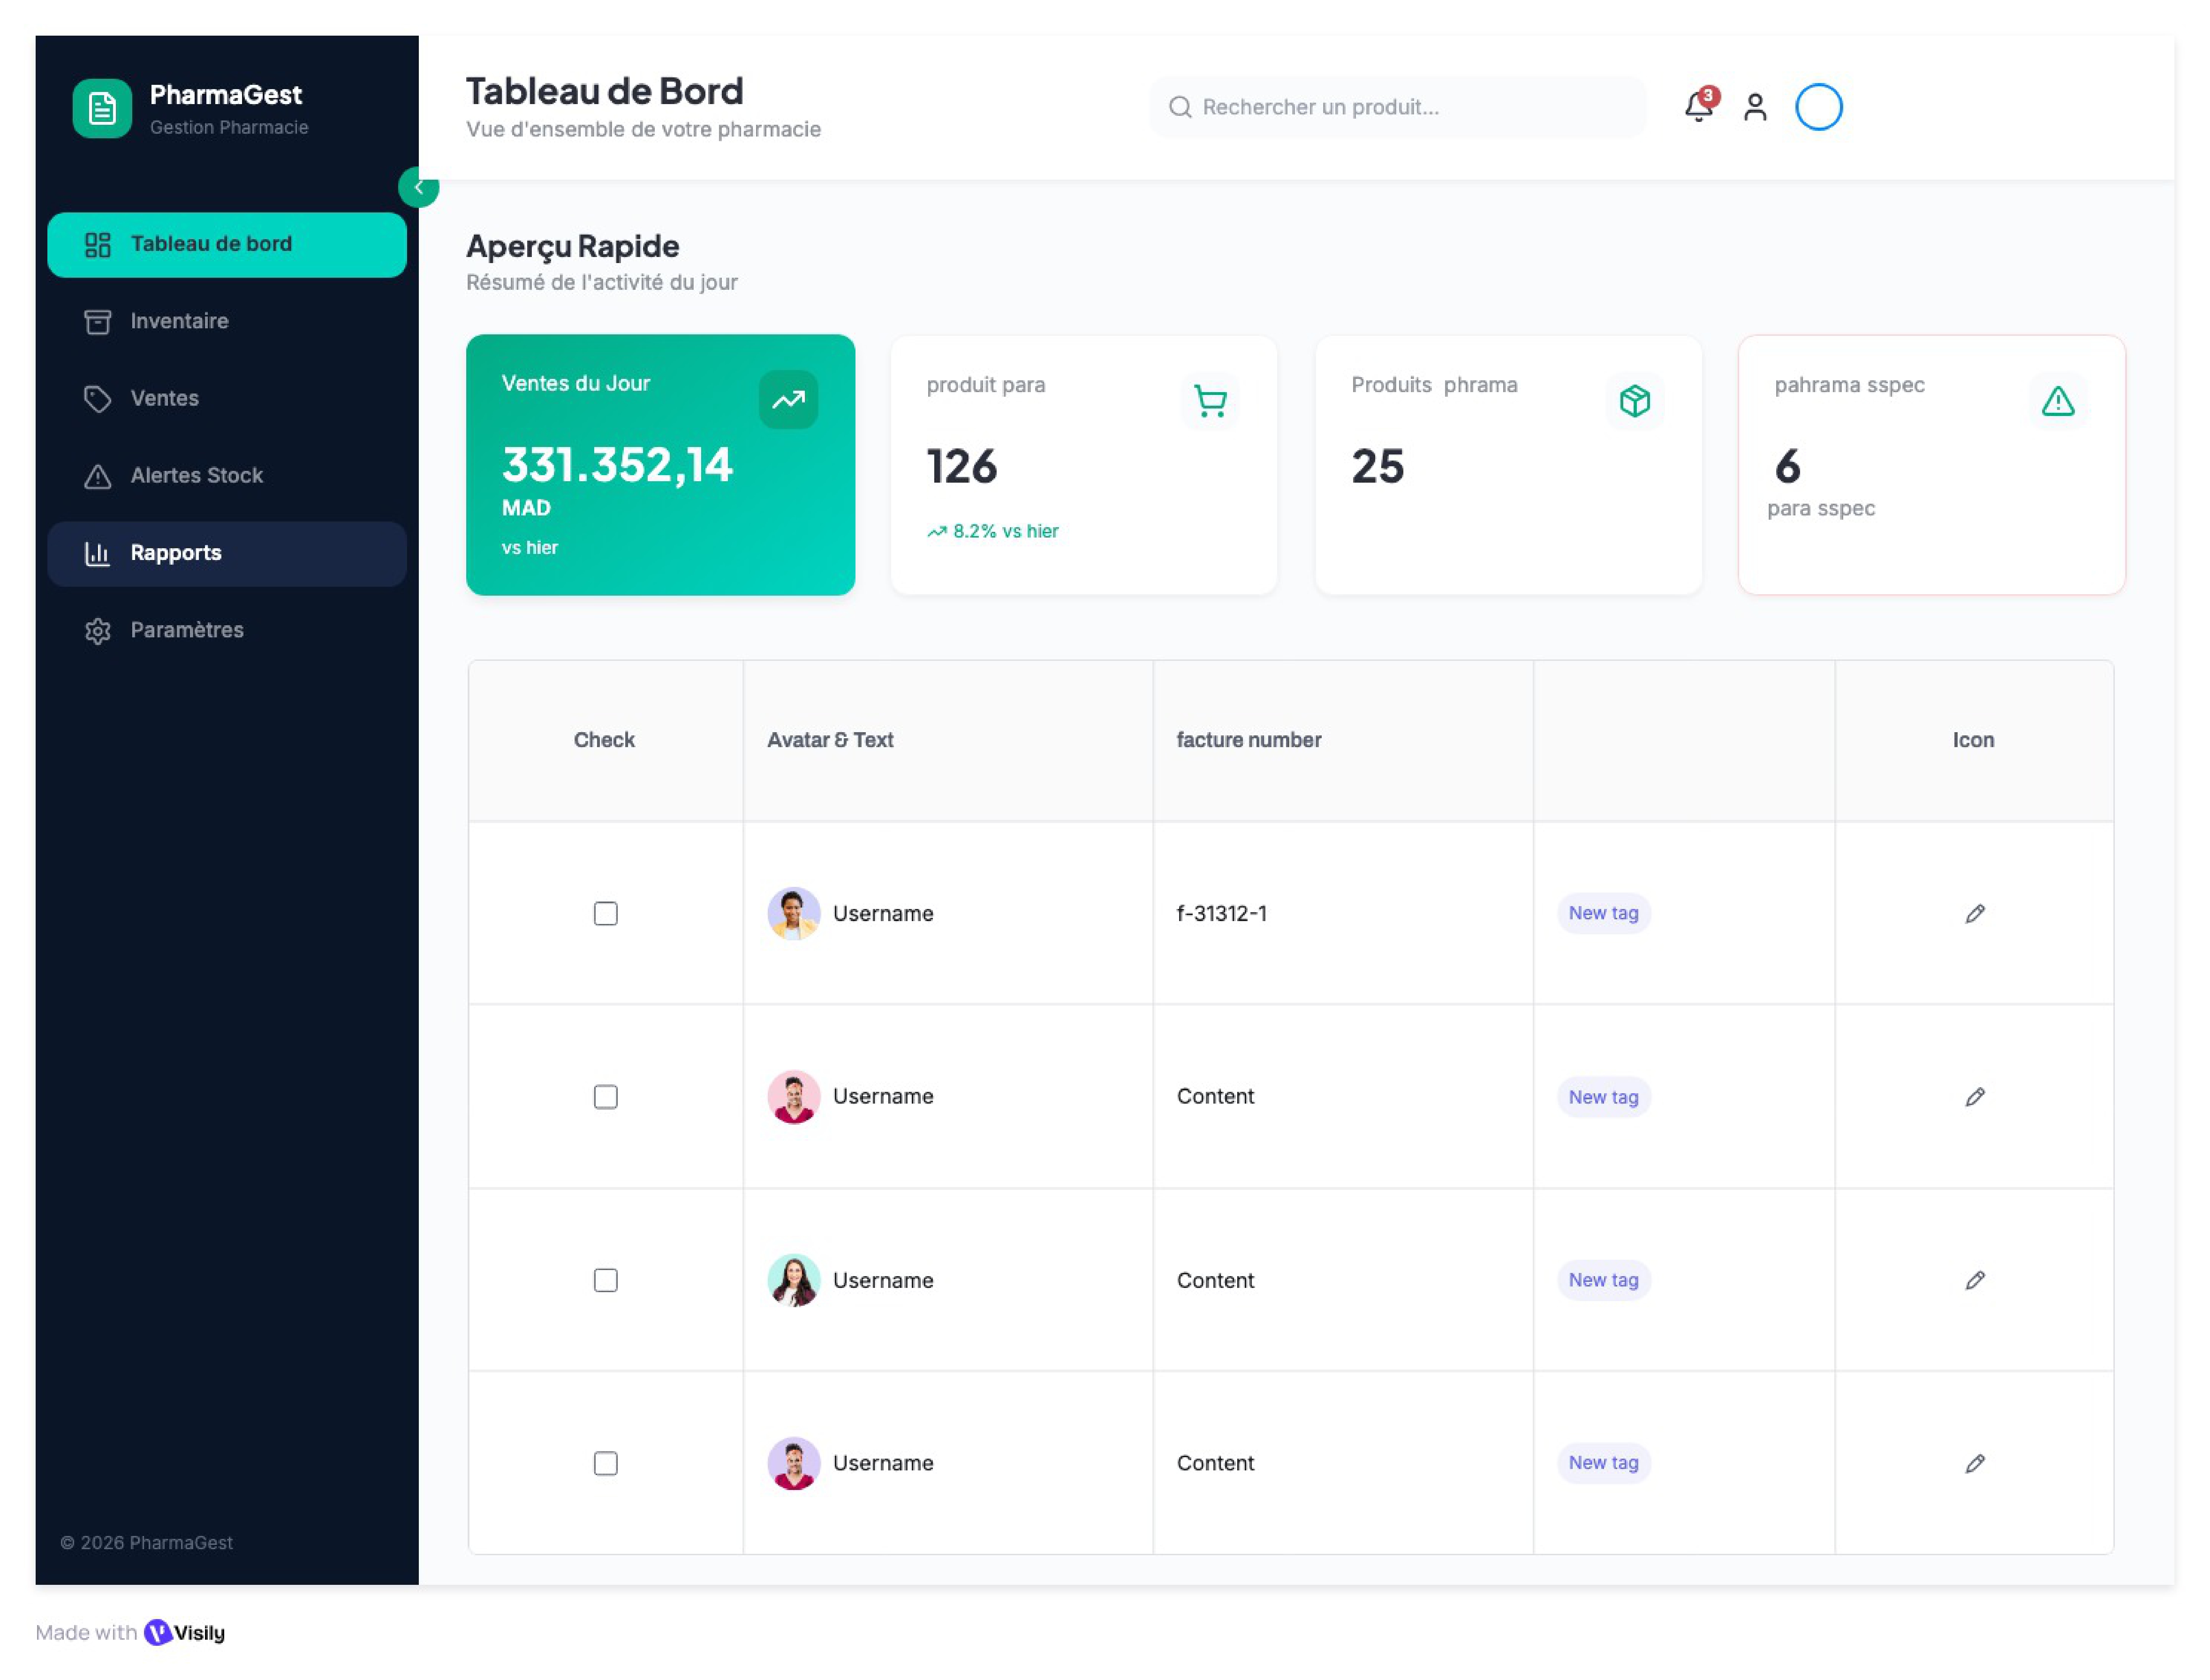 PharmaGest
Gestion Pharmacie
Tableau de bord
Inventaire
Ventes
Alertes Stock
Rapports
Paramètres
© 2026 PharmaGest
Tableau de Bord
Vue d'ensemble de votre pharmacie
Rechercher un produit...
3
Aperçu Rapide
Résumé de l'activité du jour
Ventes du Jour
331.352,14
MAD
vs hier
produit para
126
8.2% vs hier
Produits phrama
25
pahrama sspec
6
para sspec
Check Avatar & Text facture number Icon
Username f-31312-1 New tag
Username Content New tag
Username Content New tag
Username Content New tag
Made with Visily